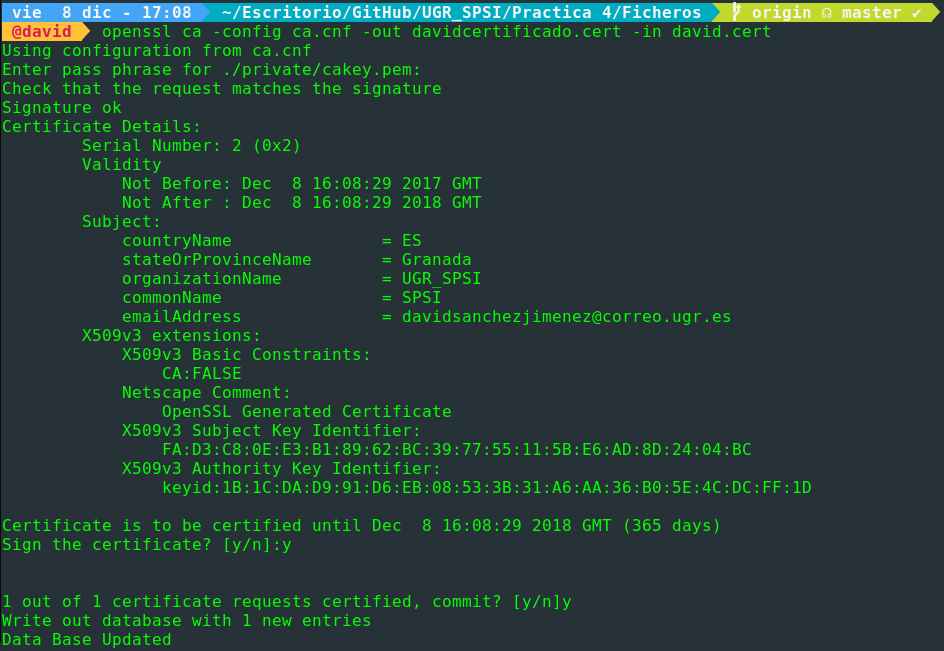 vie  8 dic - 17:08 ~/Escritorio/GitHub/UGR_SPSI/Practica 4/Ficheros origin master ✔
@david openssl ca -config ca.cnf -out davidcertificado.cert -in david.cert
Using configuration from ca.cnf
Enter pass phrase for ./private/cakey.pem:
Check that the request matches the signature
Signature ok
Certificate Details:
        Serial Number: 2 (0x2)
        Validity
            Not Before: Dec  8 16:08:29 2017 GMT
            Not After : Dec  8 16:08:29 2018 GMT
        Subject:
            countryName               = ES
            stateOrProvinceName       = Granada
            organizationName          = UGR_SPSI
            commonName                = SPSI
            emailAddress              = davidsanchezjimenez@correo.ugr.es
        X509v3 extensions:
            X509v3 Basic Constraints:
                CA:FALSE
            Netscape Comment:
                OpenSSL Generated Certificate
            X509v3 Subject Key Identifier:
                FA:D3:C8:0E:E3:B1:89:62:BC:39:77:55:11:5B:E6:AD:8D:24:04:BC
            X509v3 Authority Key Identifier:
                keyid:1B:1C:DA:D9:91:D6:EB:08:53:3B:31:A6:AA:36:B0:5E:4C:DC:FF:1D

Certificate is to be certified until Dec  8 16:08:29 2018 GMT (365 days)
Sign the certificate? [y/n]:y


1 out of 1 certificate requests certified, commit? [y/n]y
Write out database with 1 new entries
Data Base Updated